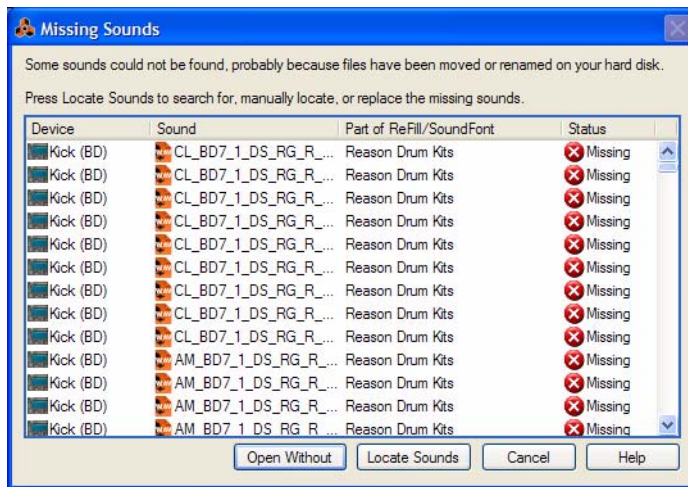 Missing Sounds
Some sounds could not be found, probably because files have been moved or renamed on your hard disk.
Press Locate Sounds to search for, manually locate, or replace the missing sounds.
Device Sound Part of ReFill/SoundFont Status
Kick (BD) CL_BD7_1_DS_RG_R_... Reason Drum Kits Missing
Kick (BD) CL_BD7_1_DS_RG_R_... Reason Drum Kits Missing
Kick (BD) CL_BD7_1_DS_RG_R_... Reason Drum Kits Missing
Kick (BD) CL_BD7_1_DS_RG_R_... Reason Drum Kits Missing
Kick (BD) CL_BD7_1_DS_RG_R_... Reason Drum Kits Missing
Kick (BD) CL_BD7_1_DS_RG_R_... Reason Drum Kits Missing
Kick (BD) CL_BD7_1_DS_RG_R_... Reason Drum Kits Missing
Kick (BD) CL_BD7_1_DS_RG_R_... Reason Drum Kits Missing
Kick (BD) CL_BD7_1_DS_RG_R_... Reason Drum Kits Missing
Kick (BD) AM_BD7_1_DS_RG_R_... Reason Drum Kits Missing
Kick (BD) AM_BD7_1_DS_RG_R_... Reason Drum Kits Missing
Kick (BD) AM_BD7_1_DS_RG_R_... Reason Drum Kits Missing
Kick (BD) AM_BD7_1_DS_RG_R_... Reason Drum Kits Missing
Open Without Locate Sounds Cancel Help